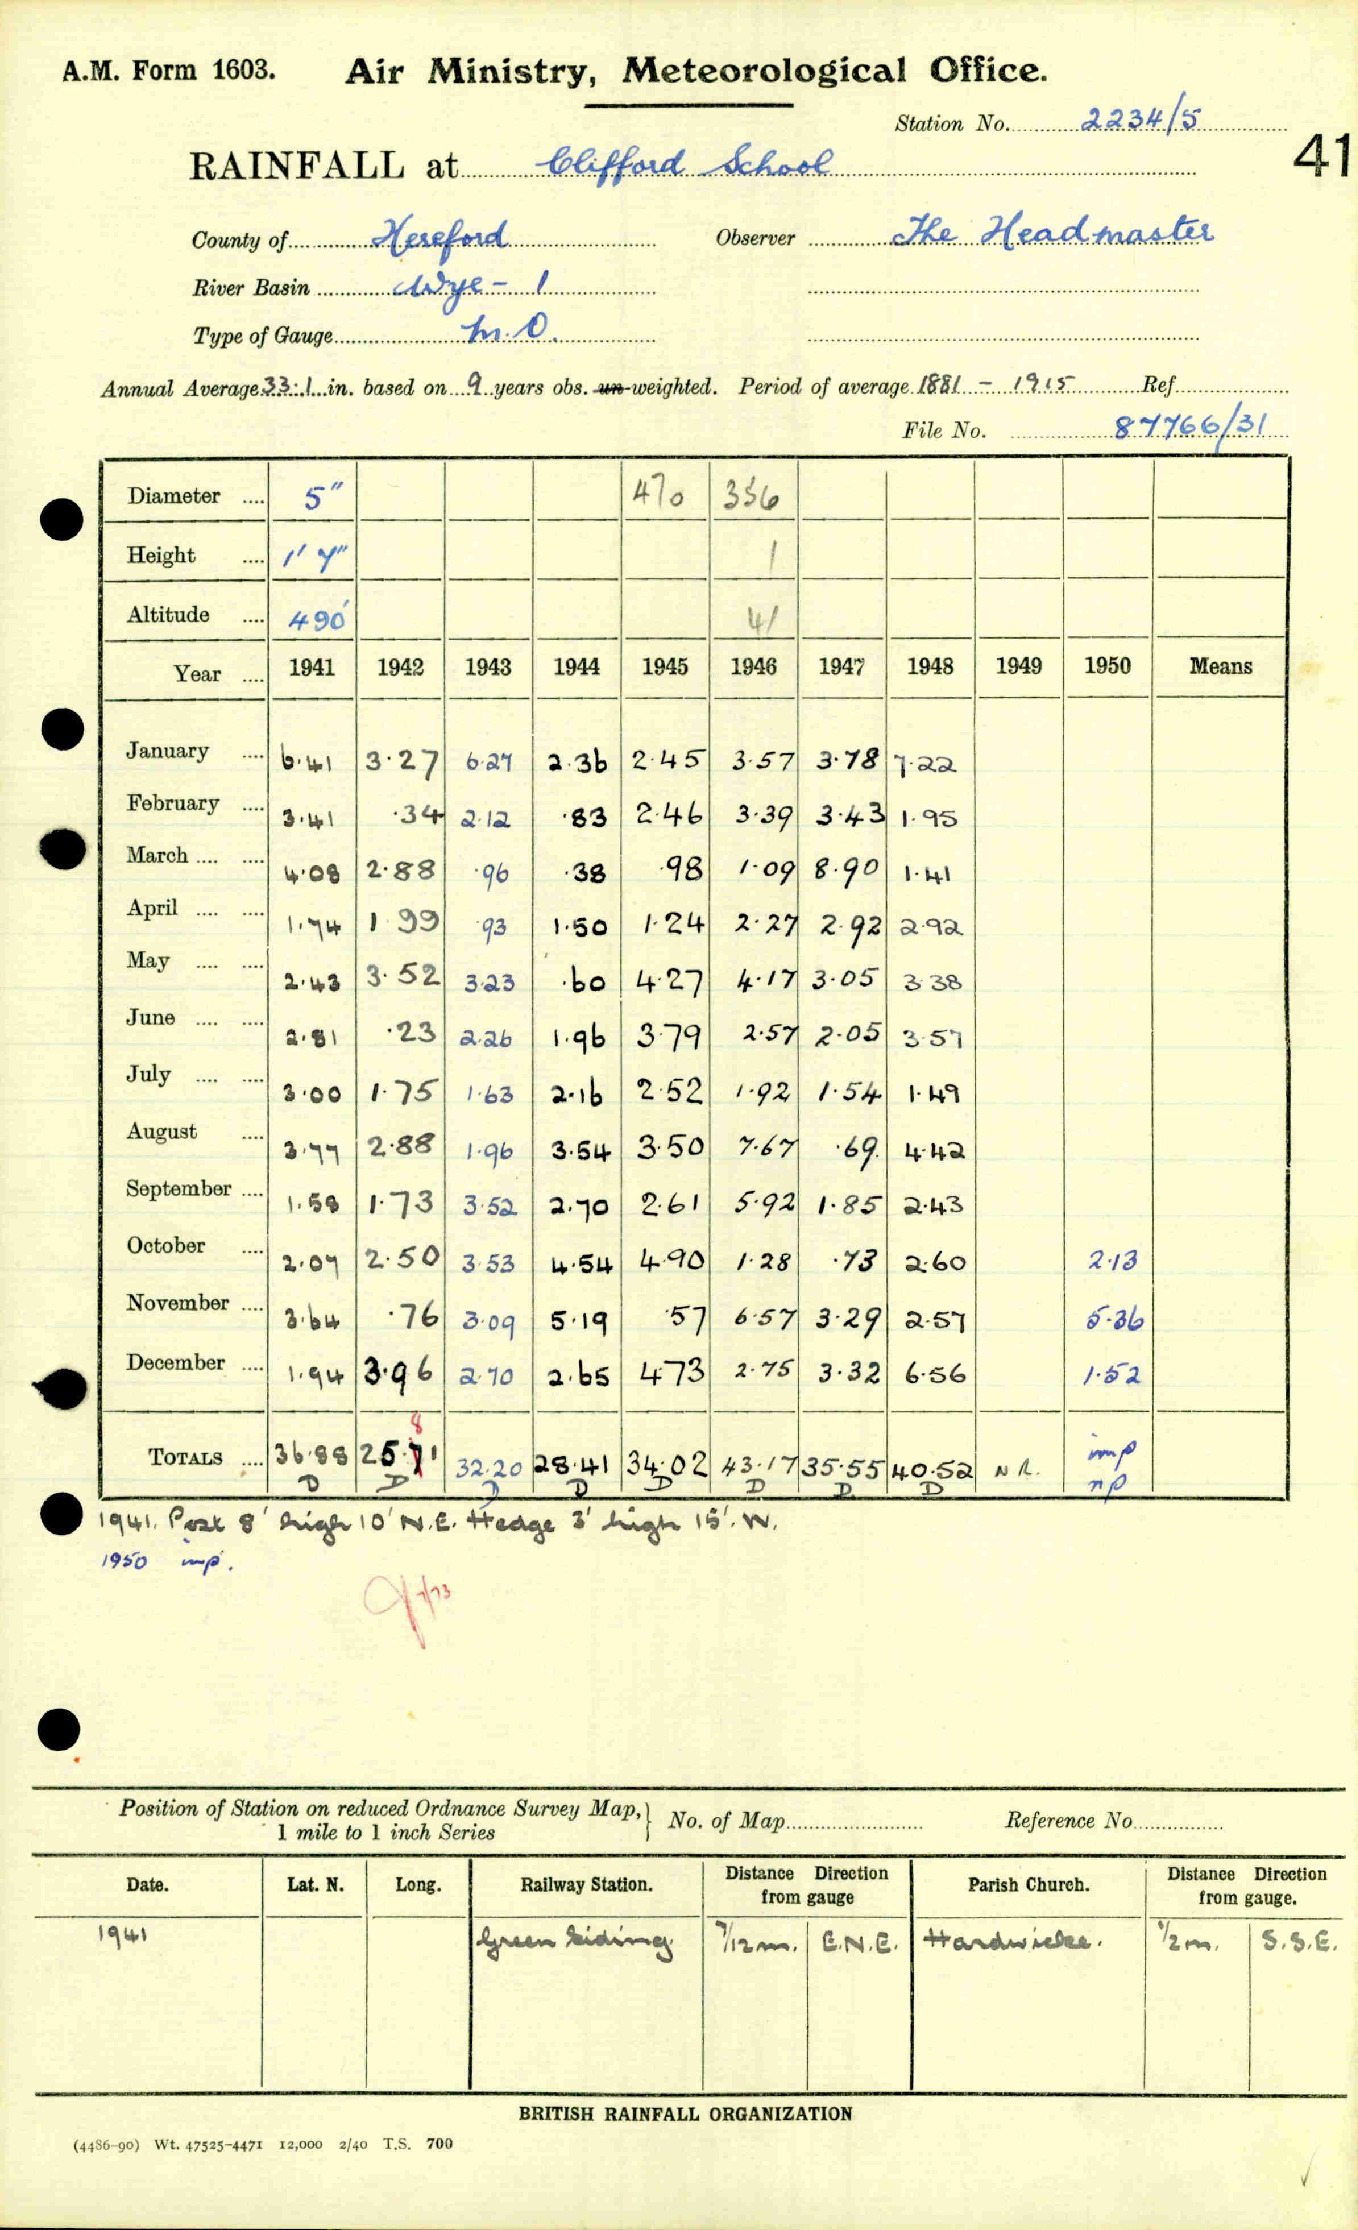 A.M. Form 1603. Air Ministry, Meteorological Office.
Station No. 2234/5
41
RAINFALL at Clifford School
County of Hereford Observer The Headmaster
River Basin Wye - 1
Type of Gauge M.O.
Annual Average 33.1 in. based on 9 years obs. un-weighted. Period of average 1881 - 1915 Ref.
File No. 87766/31
Diameter .... 5" 470 356
Height .... 1' 7" 1
Altitude .... 490' 41
Year .... 1941 1942 1943 1944 1945 1946 1947 1948 1949 1950 Means
January .... 6.41 3.27 6.27 2.36 2.45 3.57 3.78 7.22
February .... 3.41 .34 2.12 .83 2.46 3.39 3.43 1.95
March .... .... 4.08 2.88 .96 .38 .98 1.09 8.90 1.41
April .... .... 1.74 1.99 .93 1.50 1.24 2.27 2.92 2.92
May .... .... 2.43 3.52 3.23 .60 4.27 4.17 3.05 3.38
June .... .... 2.81 .23 2.26 1.96 3.79 2.57 2.05 3.57
July .... .... 3.00 1.75 1.63 2.16 2.52 1.92 1.54 1.49
August .... 3.77 2.88 1.96 3.54 3.50 7.67 .69 4.42
September .... 1.58 1.73 3.52 2.70 2.61 5.92 1.85 2.43
October .... 2.07 2.50 3.53 4.54 4.90 1.28 .73 2.60 2.13
November .... 3.64 .76 3.09 5.19 .57 6.57 3.29 2.57 5.36
December .... 1.94 3.96 2.70 2.65 4.73 2.75 3.32 6.56 1.52
8
TOTALS .... 36.88 25.71 32.20 28.41 34.02 43.17 35.55 40.52 N R. imp
D D D D D D D D np
1941. Post 8' high 10' N.E. Hedge 3' high 15'. W.
1950 imp.
7/73
Position of Station on reduced Ordnance Survey Map, 1 mile to 1 inch Series } No. of Map Reference No.
Date. Lat. N. Long. Railway Station. Distance Direction from gauge Parish Church. Distance Direction from gauge.
1941 Green Siding 7/12 m. E.N.E. Hardwicke. 1/2 m. S.S.E.
BRITISH RAINFALL ORGANIZATION
(4486-90) Wt. 47525-4471 12,000 2/40 T.S. 700